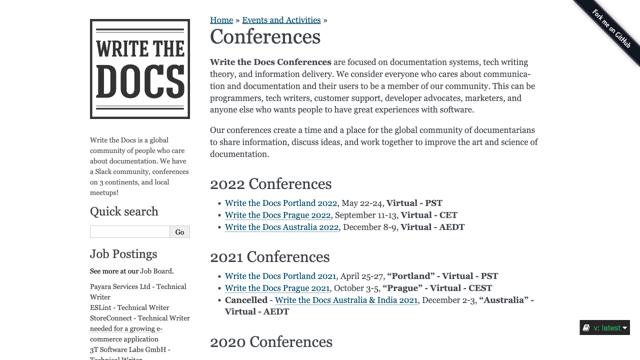 Fork me on GitHub
WRITE THE
DOCS
Write the Docs is a global
community of people who care
about documentation. We have
a Slack community, conferences
on 3 continents, and local
meetups!
Quick search
Go
Job Postings
See more at our Job Board.
Payara Services Ltd - Technical
Writer
ESLint - Technical Writer
StoreConnect - Technical Writer
needed for a growing e-
commerce application
3T Software Labs GmbH -
Technical Writer
Home » Events and Activities »
Conferences
Write the Docs Conferences are focused on documentation systems, tech writing
theory, and information delivery. We consider everyone who cares about communica-
tion and documentation and their users to be a member of our community. This can be
programmers, tech writers, customer support, developer advocates, marketers, and
anyone else who wants people to have great experiences with software.
Our conferences create a time and a place for the global community of documentarians
to share information, discuss ideas, and work together to improve the art and science of
documentation.
2022 Conferences
• Write the Docs Portland 2022, May 22-24, Virtual - PST
• Write the Docs Prague 2022, September 11-13, Virtual - CET
• Write the Docs Australia 2022, December 8-9, Virtual - AEDT
2021 Conferences
• Write the Docs Portland 2021, April 25-27, “Portland” - Virtual - PST
• Write the Docs Prague 2021, October 3-5, “Prague” - Virtual - CEST
• Cancelled - Write the Docs Australia & India 2021, December 2-3, “Australia” -
Virtual - AEDT
2020 Conferences
v: latest